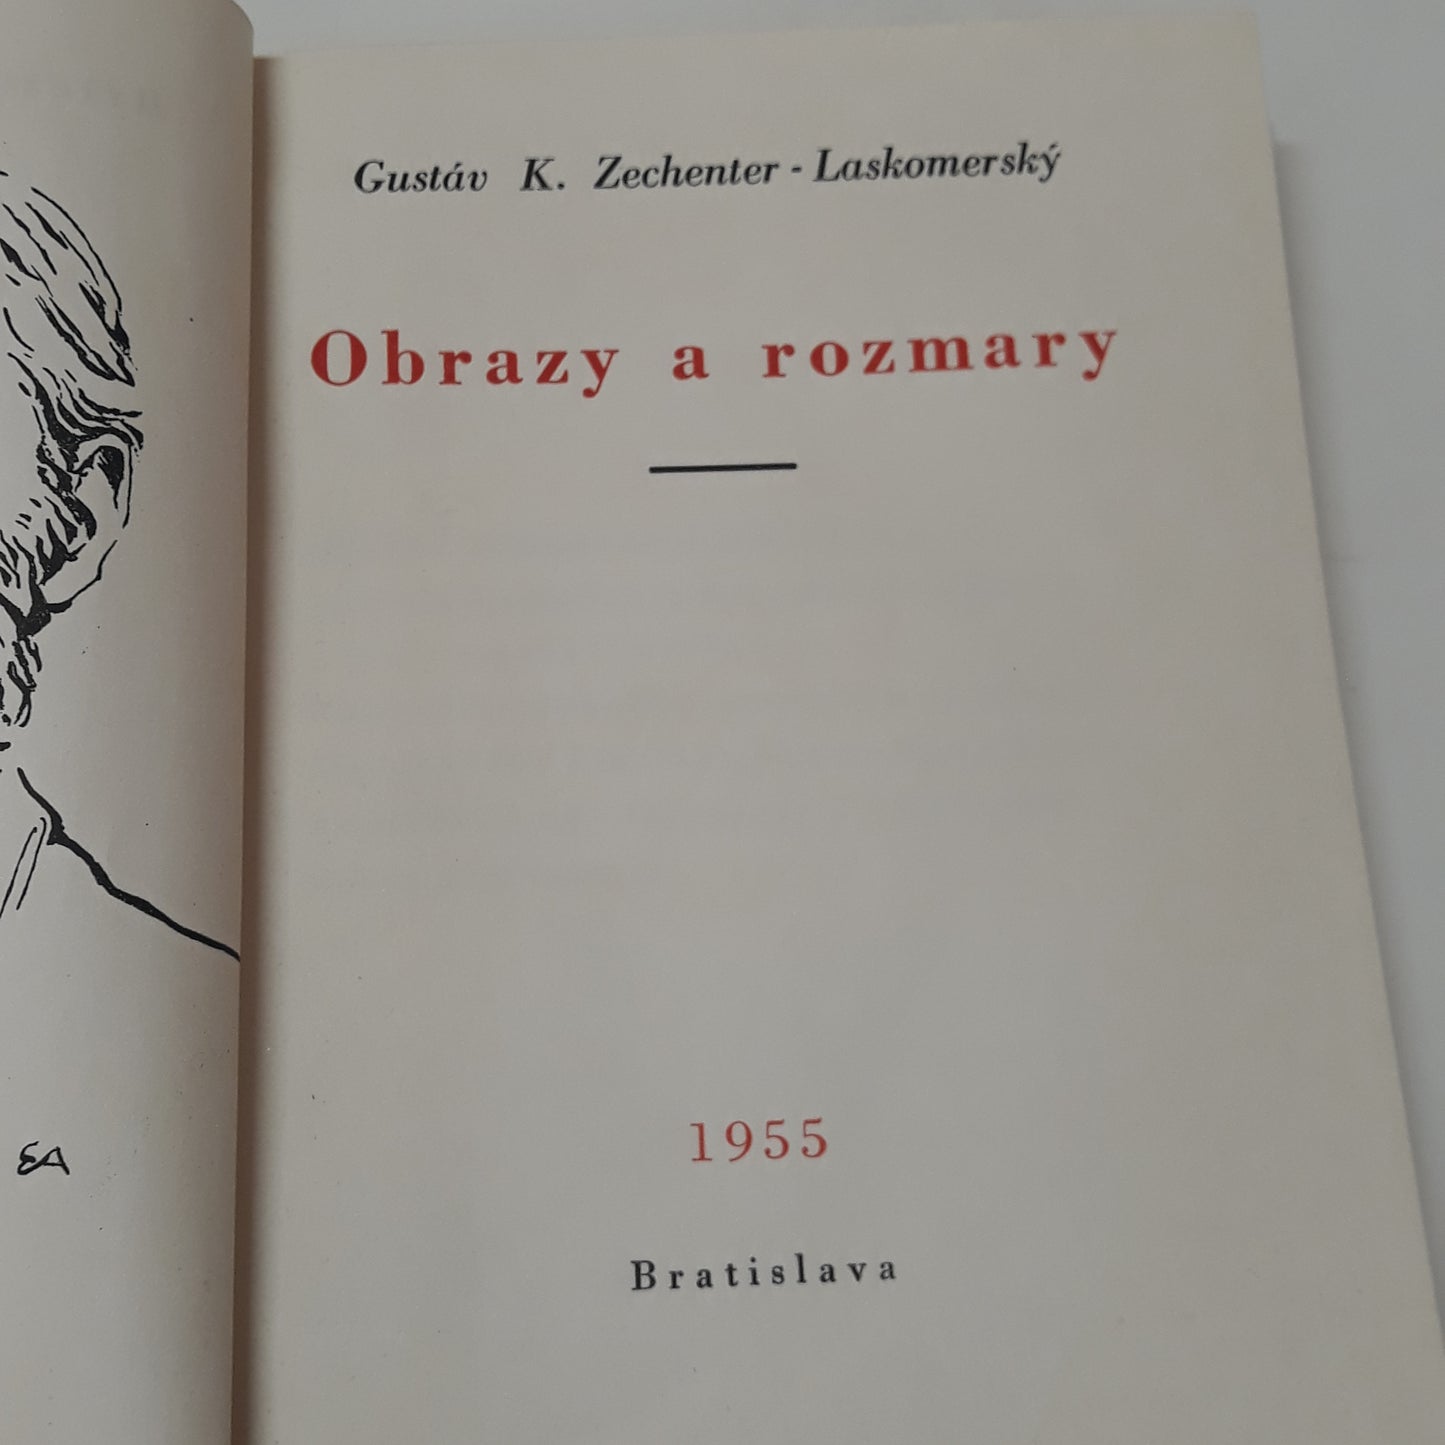 Gustáv K. Zechenter - Laskomerský
Obrazy a rozmary
1955
Bratislava
EA